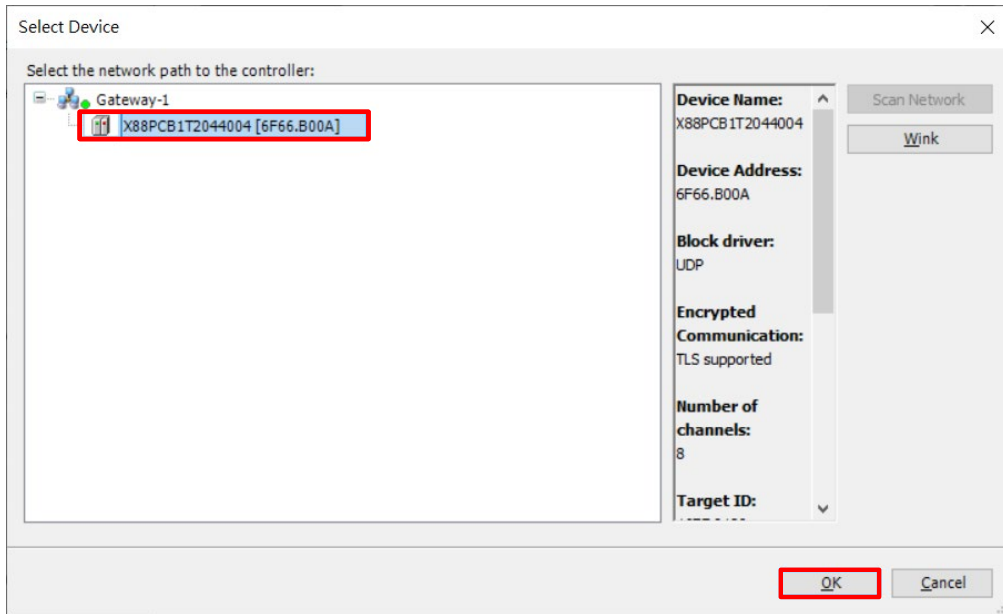 Select Device
Select the network path to the controller:
Gateway-1
X88PCB1T2044004 [6F66.B00A]
Device Name:
X88PCB1T2044004
Device Address:
6F66.B00A
Block driver:
UDP
Encrypted
Communication:
TLS supported
Number of
channels:
8
Target ID:
Scan Network
Wink
OK
Cancel